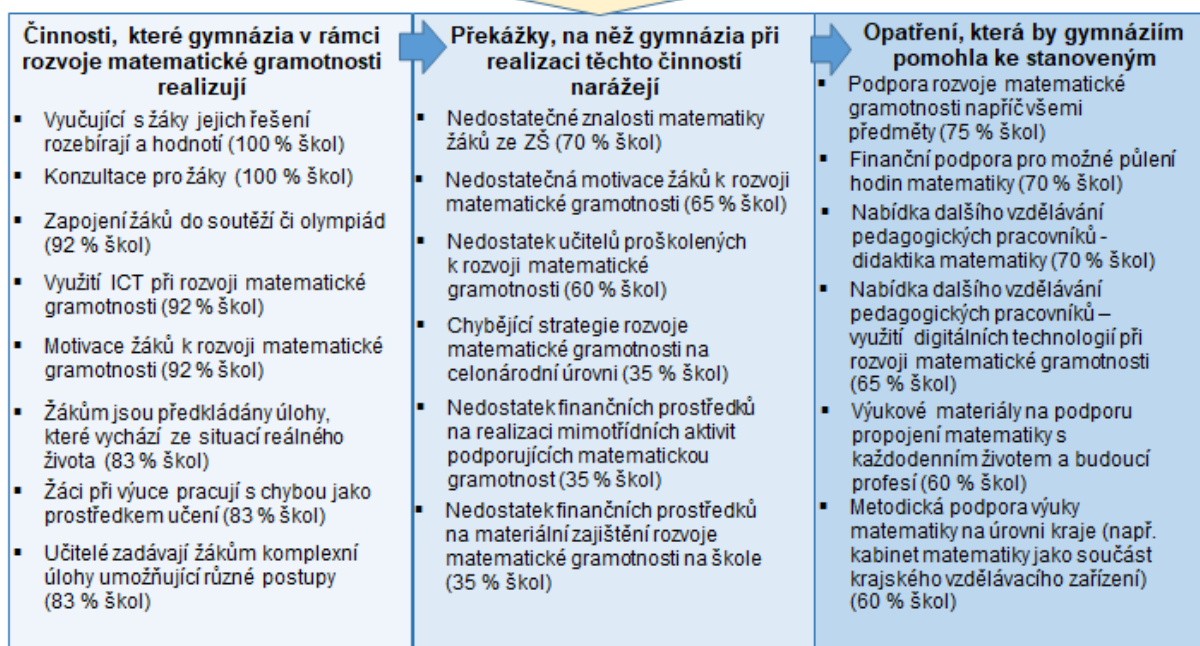 Činnosti, které gymnázia v rámci
rozvoje matematické gramotnosti
realizují
▪ Vyučující s žáky jejich řešení
rozebírají a hodnotí (100 % škol)
▪ Konzultace pro žáky (100 % škol)
▪ Zapojení žáků do soutěží či olympiád
(92 % škol)
▪ Využití ICT při rozvoji matematické
gramotnosti (92 % škol)
▪ Motivace žáků k rozvoji matematické
gramotnosti (92 % škol)
▪ Žákům jsou předkládány úlohy,
které vychází ze situací reálného
života (83 % škol)
▪ Žáci při výuce pracují s chybou jako
prostředkem učení (83 % škol)
▪ Učitelé zadávají žákům komplexní
úlohy umožňující různé postupy
(83 % škol)
Překážky, na něž gymnázia při
realizaci těchto činností
narážejí
▪ Nedostatečné znalosti matematiky
žáků ze ZŠ (70 % škol)
▪ Nedostatečná motivace žáků k rozvoji
matematické gramotnosti (65 % škol)
▪ Nedostatek učitelů proškolených
k rozvoji matematické
gramotnosti (60 % škol)
▪ Chybějící strategie rozvoje
matematické gramotnosti na
celonárodní úrovni (35 % škol)
▪ Nedostatek finančních prostředků
na realizaci mimotřídních aktivit
podporujících matematickou
gramotnost (35 % škol)
▪ Nedostatek finančních prostředků
na materiální zajištění rozvoje
matematické gramotnosti na škole
(35 % škol)
Opatření, která by gymnáziím
pomohla ke stanoveným
▪ Podpora rozvoje matematické
gramotnosti napříč všemi
předměty (75 % škol)
▪ Finanční podpora pro možné půlení
hodin matematiky (70 % škol)
▪ Nabídka dalšího vzdělávání
pedagogických pracovníků -
didaktika matematiky (70 % škol)
▪ Nabídka dalšího vzdělávání
pedagogických pracovníků –
využití digitálních technologií při
rozvoji matematické gramotnosti
(65 % škol)
▪ Výukové materiály na podporu
propojení matematiky s
každodenním životem a budoucí
profesí (60 % škol)
▪ Metodická podpora výuky
matematiky na úrovni kraje (např.
kabinet matematiky jako součást
krajského vzdělávacího zařízení)
(60 % škol)